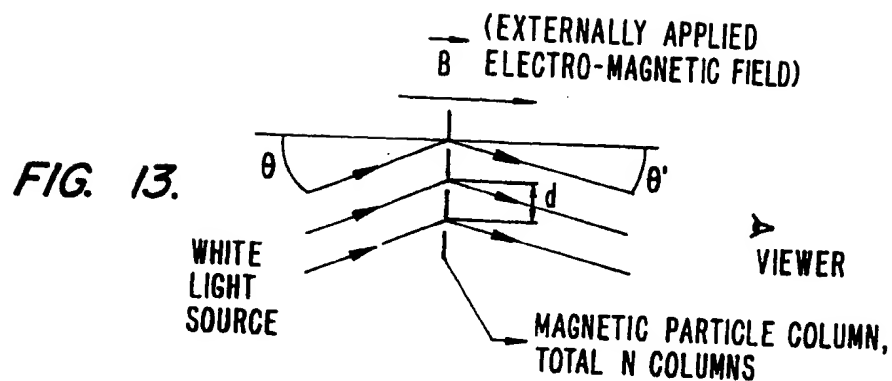 (EXTERNALLY APPLIED
B ELECTRO-MAGNETIC FIELD)
FIG. 13.
θ
θ'
d
WHITE
LIGHT
SOURCE
VIEWER
MAGNETIC PARTICLE COLUMN,
TOTAL N COLUMNS